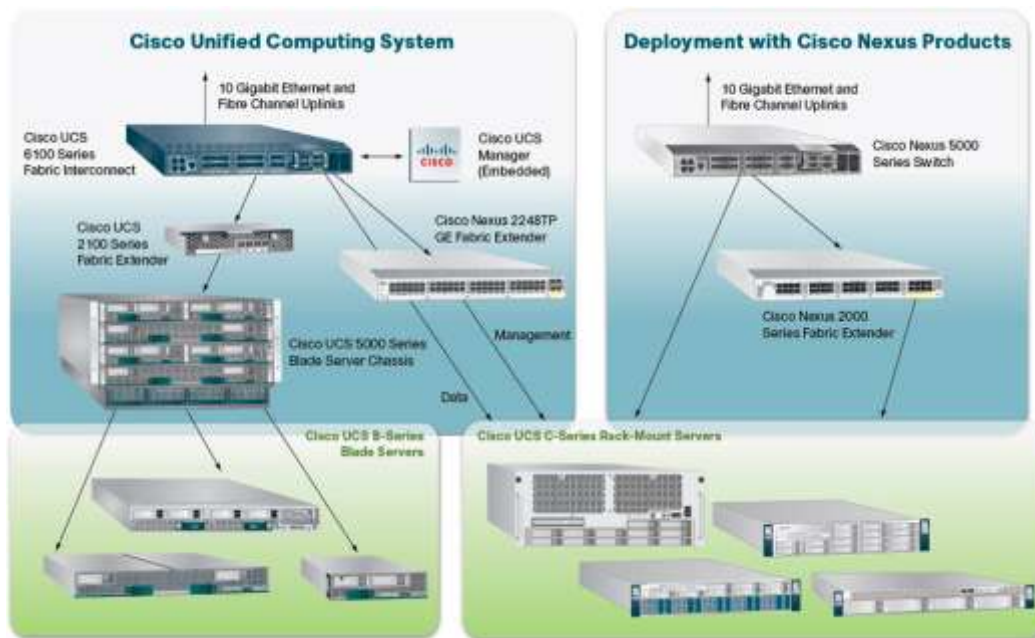 Cisco Unified Computing System
10 Gigabit Ethernet and
Fibre Channel Uplinks
Cisco UCS
6100 Series
Fabric Interconnect
CISCO
Cisco UCS
Manager
(Embedded)
Cisco UCS
2100 Series
Fabric Extender
Cisco Nexus 2248TP
GE Fabric Extender
Cisco UCS 5000 Series
Blade Server Chassis
Management
Data
Deployment with Cisco Nexus Products
10 Gigabit Ethernet and
Fibre Channel Uplinks
Cisco Nexus 5000
Series Switch
Cisco Nexus 2000
Series Fabric Extender
Cisco UCS B-Series
Blade Servers
Cisco UCS C-Series Rack-Mount Servers